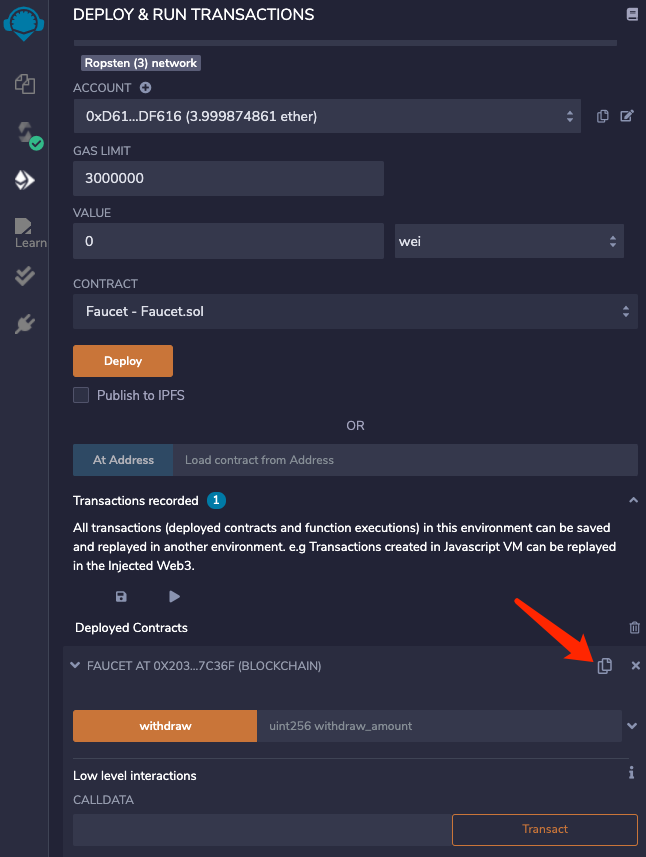 DEPLOY & RUN TRANSACTIONS
Ropsten (3) network
ACCOUNT
0xD61...DF616 (3.999874861 ether)
GAS LIMIT
3000000
VALUE
0
wei
Learn
CONTRACT
Faucet - Faucet.sol
Deploy
Publish to IPFS
OR
At Address
Load contract from Address
Transactions recorded 1
All transactions (deployed contracts and function executions) in this environment can be saved
and replayed in another environment. e.g Transactions created in Javascript VM can be replayed
in the Injected Web3.
Deployed Contracts
FAUCET AT 0X203...7C36F (BLOCKCHAIN)
withdraw
uint256 withdraw_amount
Low level interactions
CALLDATA
Transact